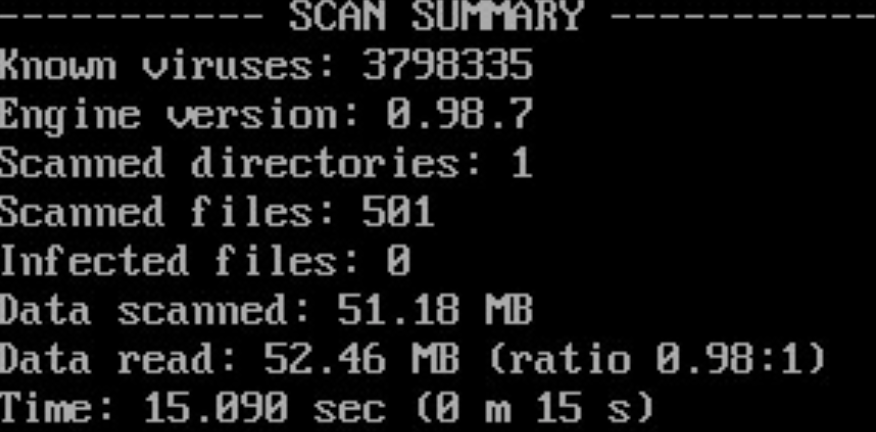 ----------- SCAN SUMMARY -----------
Known viruses: 3798335
Engine version: 0.98.7
Scanned directories: 1
Scanned files: 501
Infected files: 0
Data scanned: 51.18 MB
Data read: 52.46 MB (ratio 0.98:1)
Time: 15.090 sec (0 m 15 s)